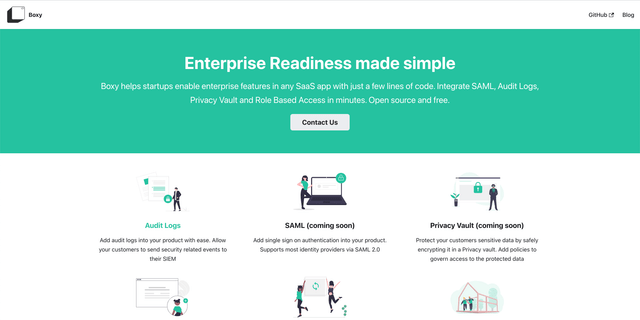 Boxy
GitHub
Blog
Enterprise Readiness made simple
Boxy helps startups enable enterprise features in any SaaS app with just a few lines of code. Integrate SAML, Audit Logs,
Privacy Vault and Role Based Access in minutes. Open source and free.
Contact Us
Audit Logs
Add audit logs into your product with ease. Allow
your customers to send security related events to
their SIEM
SAML (coming soon)
Add single sign on authentication into your product.
Supports most identity providers via SAML 2.0
Privacy Vault (coming soon)
Protect your customers sensitive data by safely
encrypting it in a Privacy vault. Add policies to
govern access to the protected data